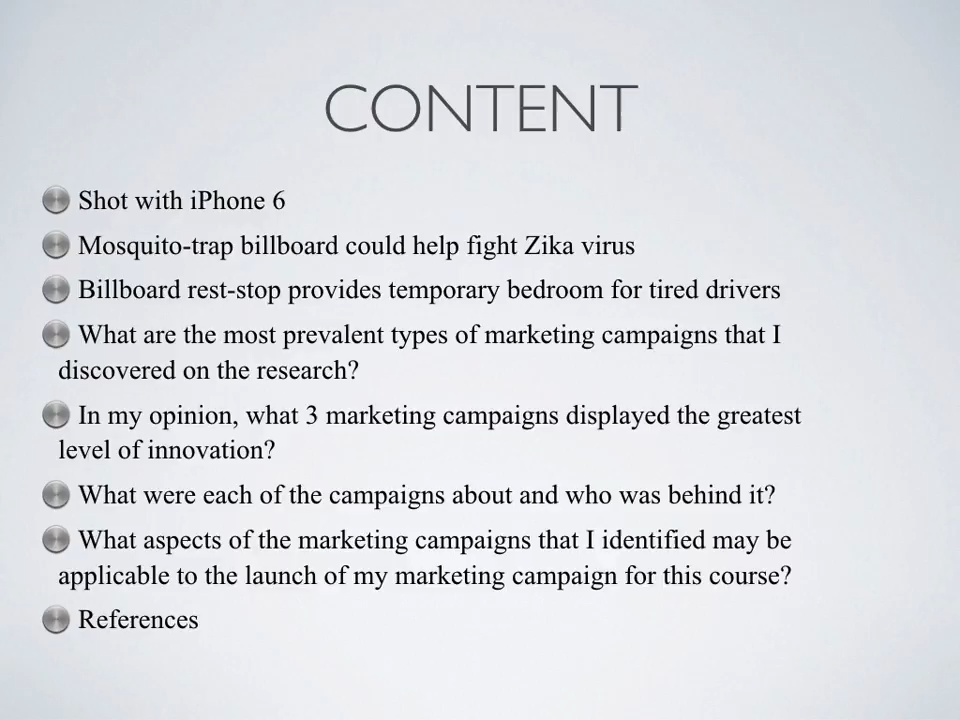 CONTENT
Shot with iPhone 6
Mosquito-trap billboard could help fight Zika virus
Billboard rest-stop provides temporary bedroom for tired drivers
What are the most prevalent types of marketing campaigns that I
discovered on the research?
In my opinion, what 3 marketing campaigns displayed the greatest
level of innovation?
What were each of the campaigns about and who was behind it?
What aspects of the marketing campaigns that I identified may be
applicable to the launch of my marketing campaign for this course?
References